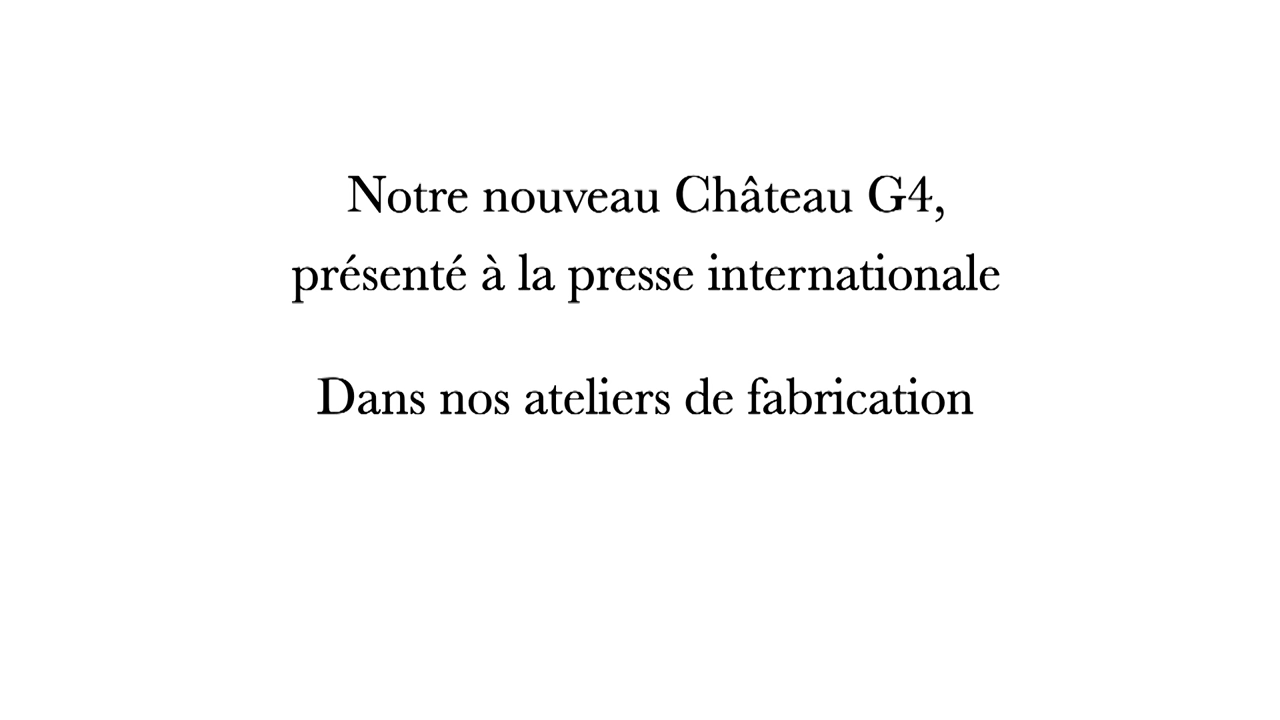 Notre nouveau Château G4,
présenté à la presse internationale
Dans nos ateliers de fabrication